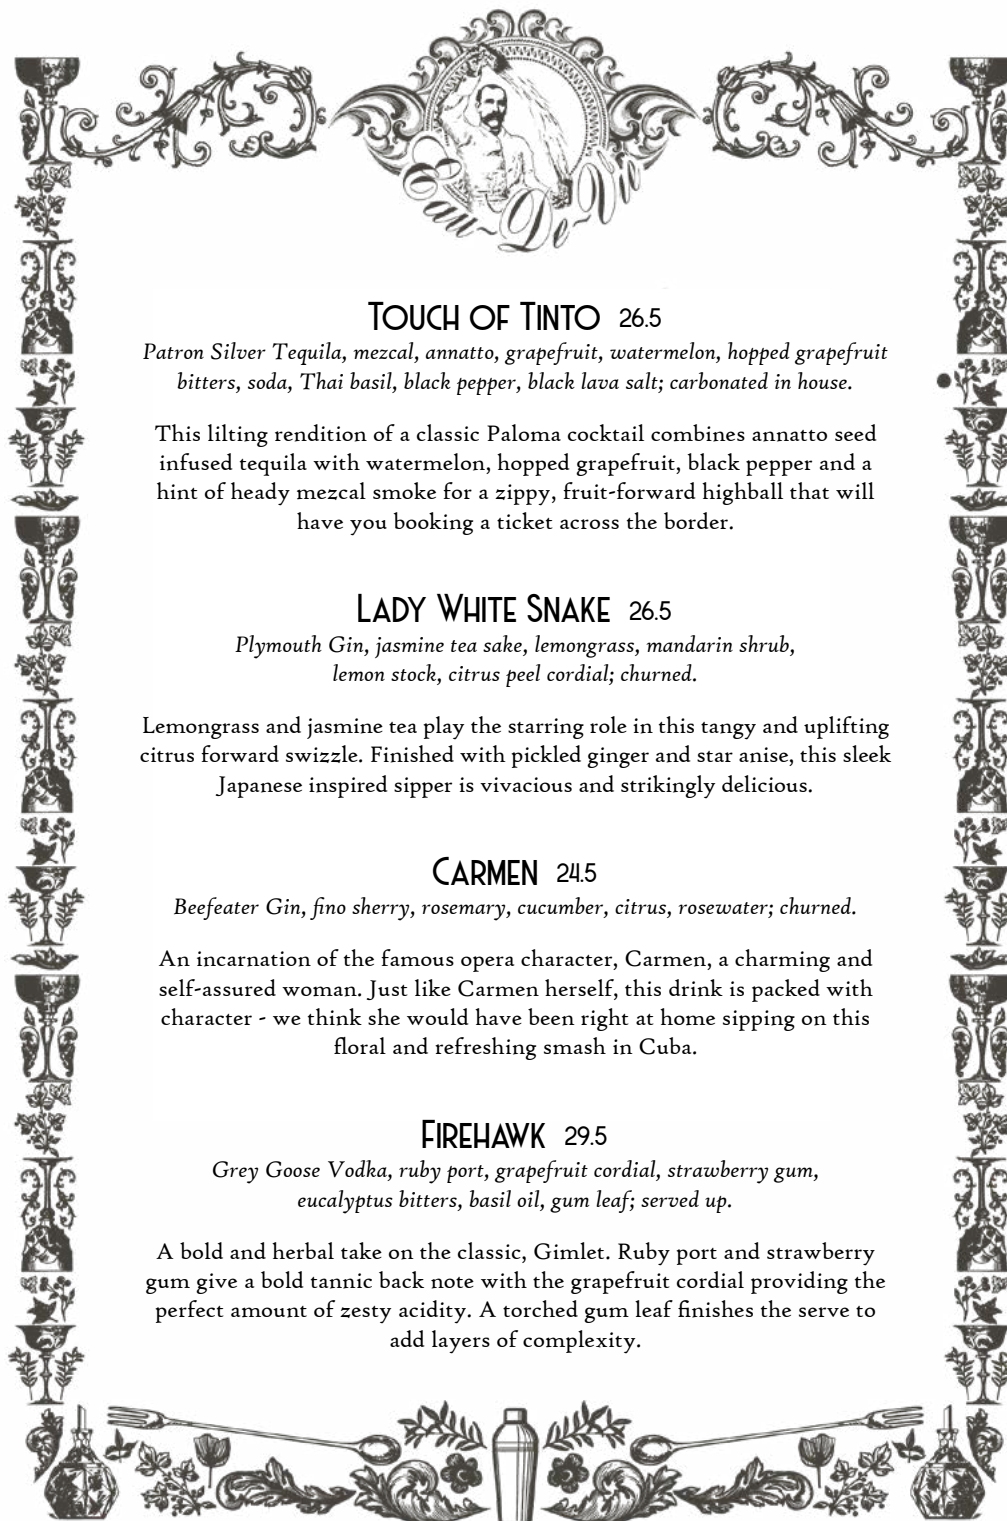 Eau~De~Vie
TOUCH OF TINTO 26.5
Patron Silver Tequila, mezcal, annatto, grapefruit, watermelon, hopped grapefruit
bitters, soda, Thai basil, black pepper, black lava salt; carbonated in house.
This lilting rendition of a classic Paloma cocktail combines annatto seed
infused tequila with watermelon, hopped grapefruit, black pepper and a
hint of heady mezcal smoke for a zippy, fruit-forward highball that will
have you booking a ticket across the border.
LADY WHITE SNAKE 26.5
Plymouth Gin, jasmine tea sake, lemongrass, mandarin shrub,
lemon stock, citrus peel cordial; churned.
Lemongrass and jasmine tea play the starring role in this tangy and uplifting
citrus forward swizzle. Finished with pickled ginger and star anise, this sleek
Japanese inspired sipper is vivacious and strikingly delicious.
CARMEN 24.5
Beefeater Gin, fino sherry, rosemary, cucumber, citrus, rosewater; churned.
An incarnation of the famous opera character, Carmen, a charming and
self-assured woman. Just like Carmen herself, this drink is packed with
character - we think she would have been right at home sipping on this
floral and refreshing smash in Cuba.
FIREHAWK 29.5
Grey Goose Vodka, ruby port, grapefruit cordial, strawberry gum,
eucalyptus bitters, basil oil, gum leaf; served up.
A bold and herbal take on the classic, Gimlet. Ruby port and strawberry
gum give a bold tannic back note with the grapefruit cordial providing the
perfect amount of zesty acidity. A torched gum leaf finishes the serve to
add layers of complexity.